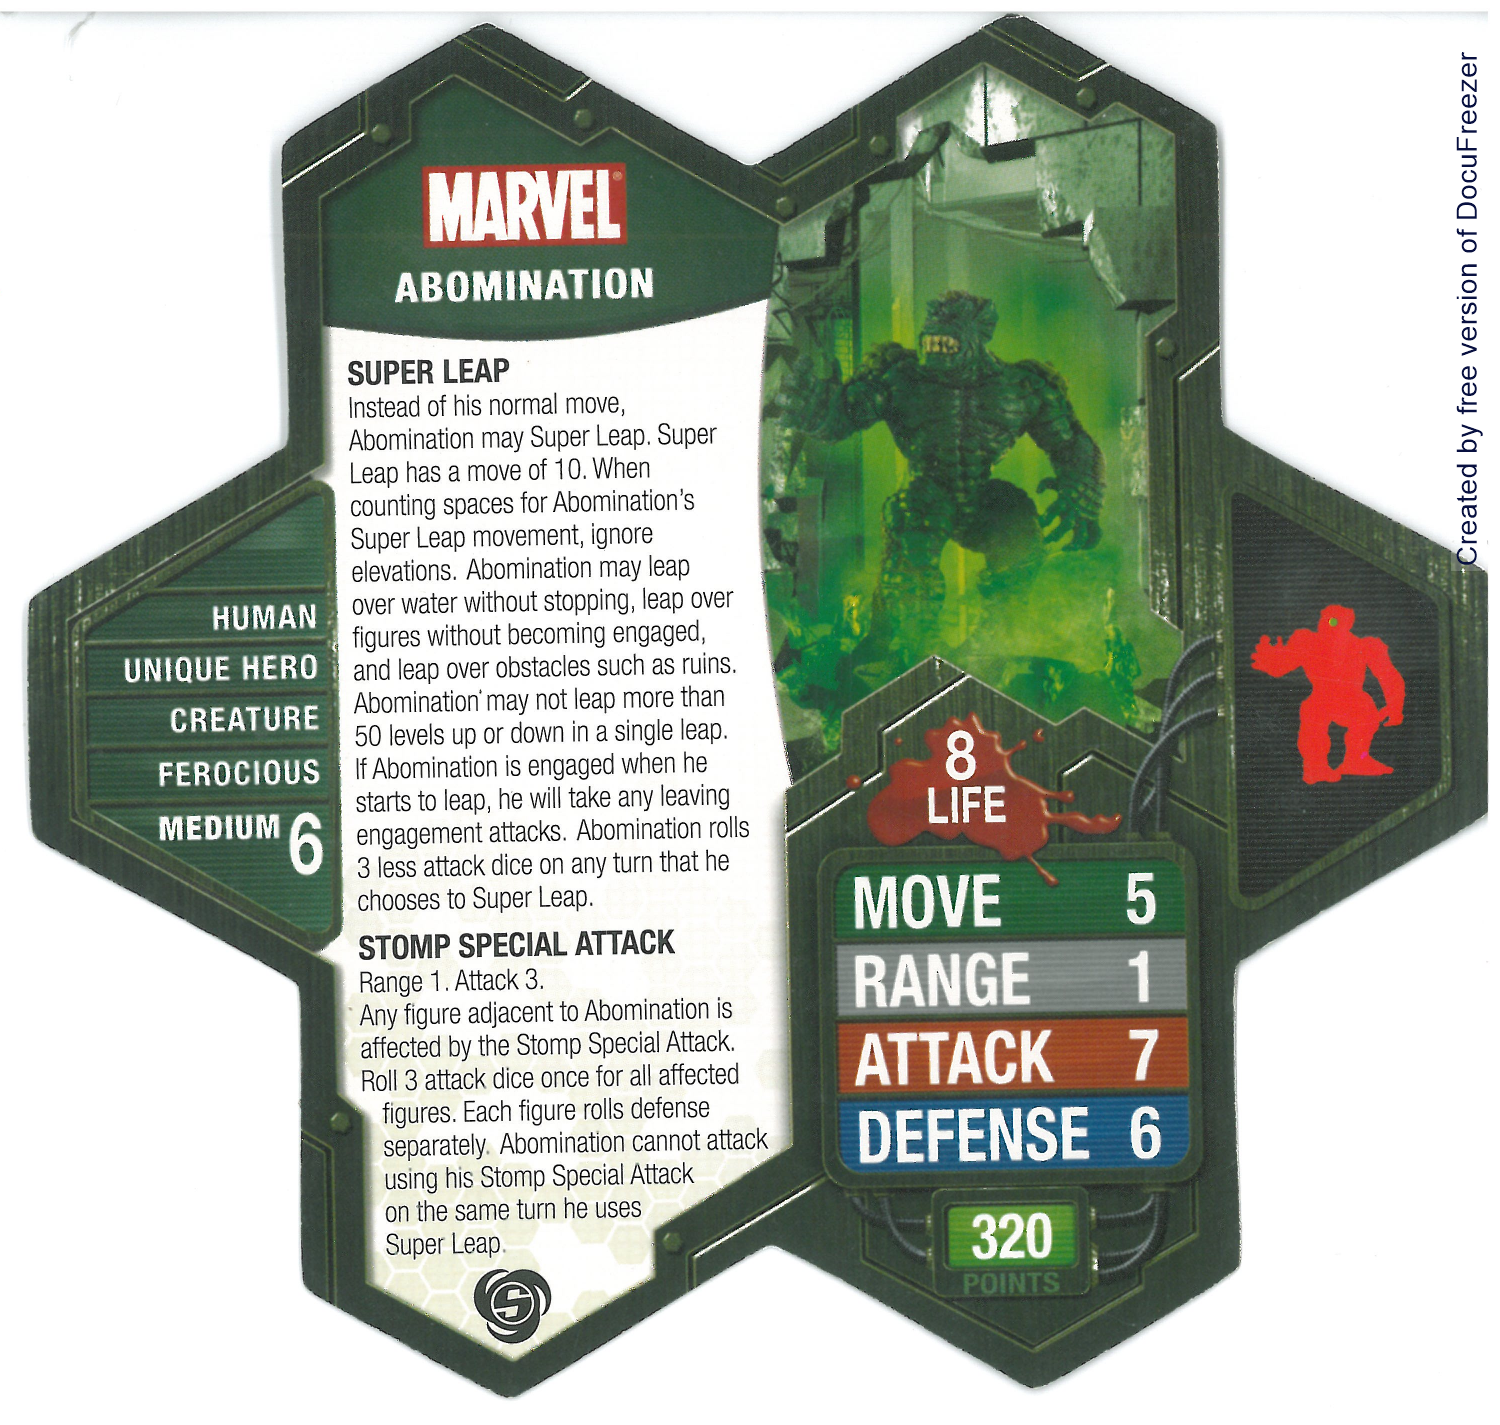 MARVEL
ABOMINATION
SUPER LEAP
Instead of his normal move,
Abomination may Super Leap. Super
Leap has a move of 10. When
counting spaces for Abomination's
Super Leap movement, ignore
elevations. Abomination may leap
over water without stopping, leap over
figures without becoming engaged,
and leap over obstacles such as ruins.
Abomination may not leap more than
50 levels up or down in a single leap.
If Abomination is engaged when he
starts to leap, he will take any leaving
engagement attacks. Abomination rolls
3 less attack dice on any turn that he
chooses to Super Leap.
STOMP SPECIAL ATTACK
Range 1. Attack 3.
Any figure adjacent to Abomination is
affected by the Stomp Special Attack.
Roll 3 attack dice once for all affected
figures. Each figure rolls defense
separately. Abomination cannot attack
using his Stomp Special Attack
on the same turn he uses
Super Leap.
S
HUMAN
UNIQUE HERO
CREATURE
FEROCIOUS
MEDIUM 6
8
LIFE
MOVE 5
RANGE 1
ATTACK 7
DEFENSE 6
320
POINTS
Created by free version of DocuFreezer